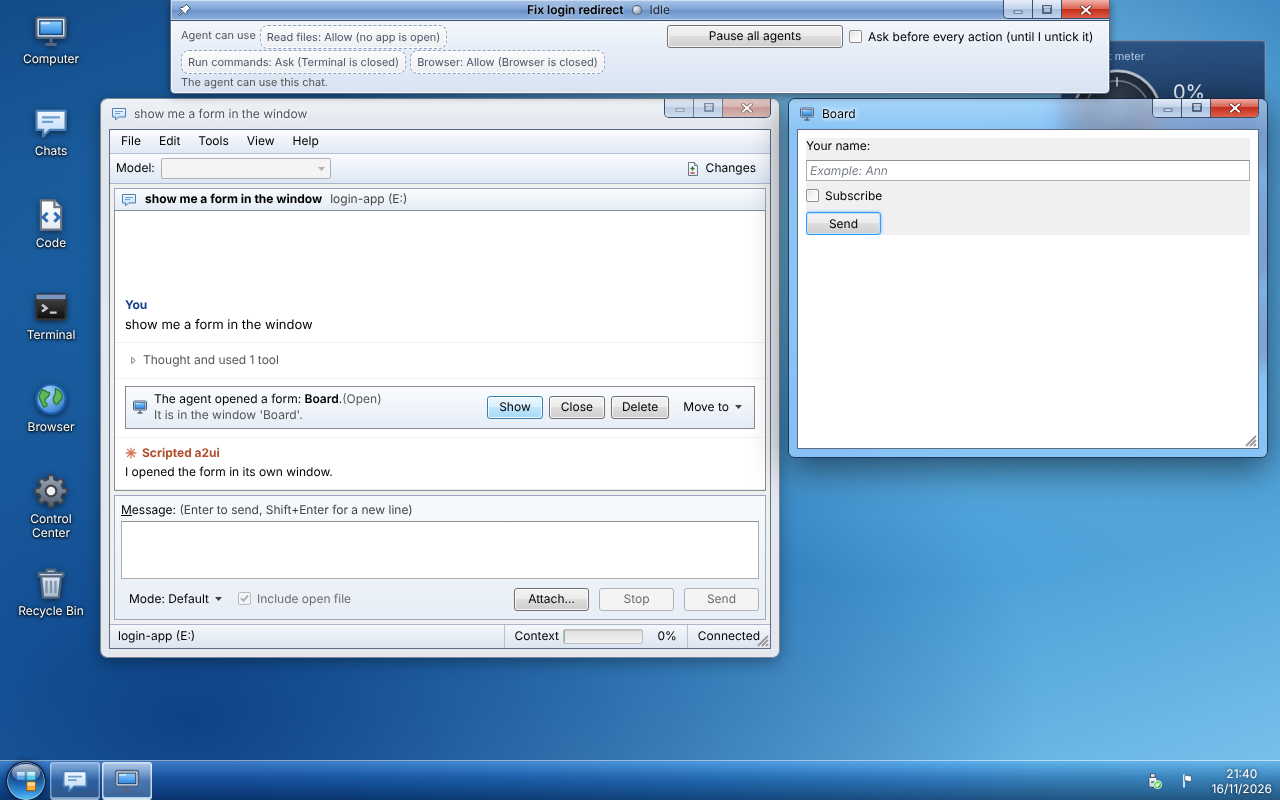 Computer
Chats
Code
Terminal
Browser
Control
Center
Recycle Bin
Fix login redirect Idle
Agent can use Read files: Allow (no app is open)
Run commands: Ask (Terminal is closed) Browser: Allow (Browser is closed)
The agent can use this chat.
Pause all agents Ask before every action (until I untick it)
meter
0%
show me a form in the window
File Edit Tools View Help
Model: Changes
show me a form in the window login-app (E:)
You
show me a form in the window
Thought and used 1 tool
The agent opened a form: Board.(Open)
It is in the window 'Board'.
Show Close Delete Move to
Scripted a2ui
I opened the form in its own window.
Message: (Enter to send, Shift+Enter for a new line)
Mode: Default Include open file Attach... Stop Send
login-app (E:) Context 0% Connected
Board
Your name:
Example: Ann
Subscribe
Send
21:40
16/11/2026